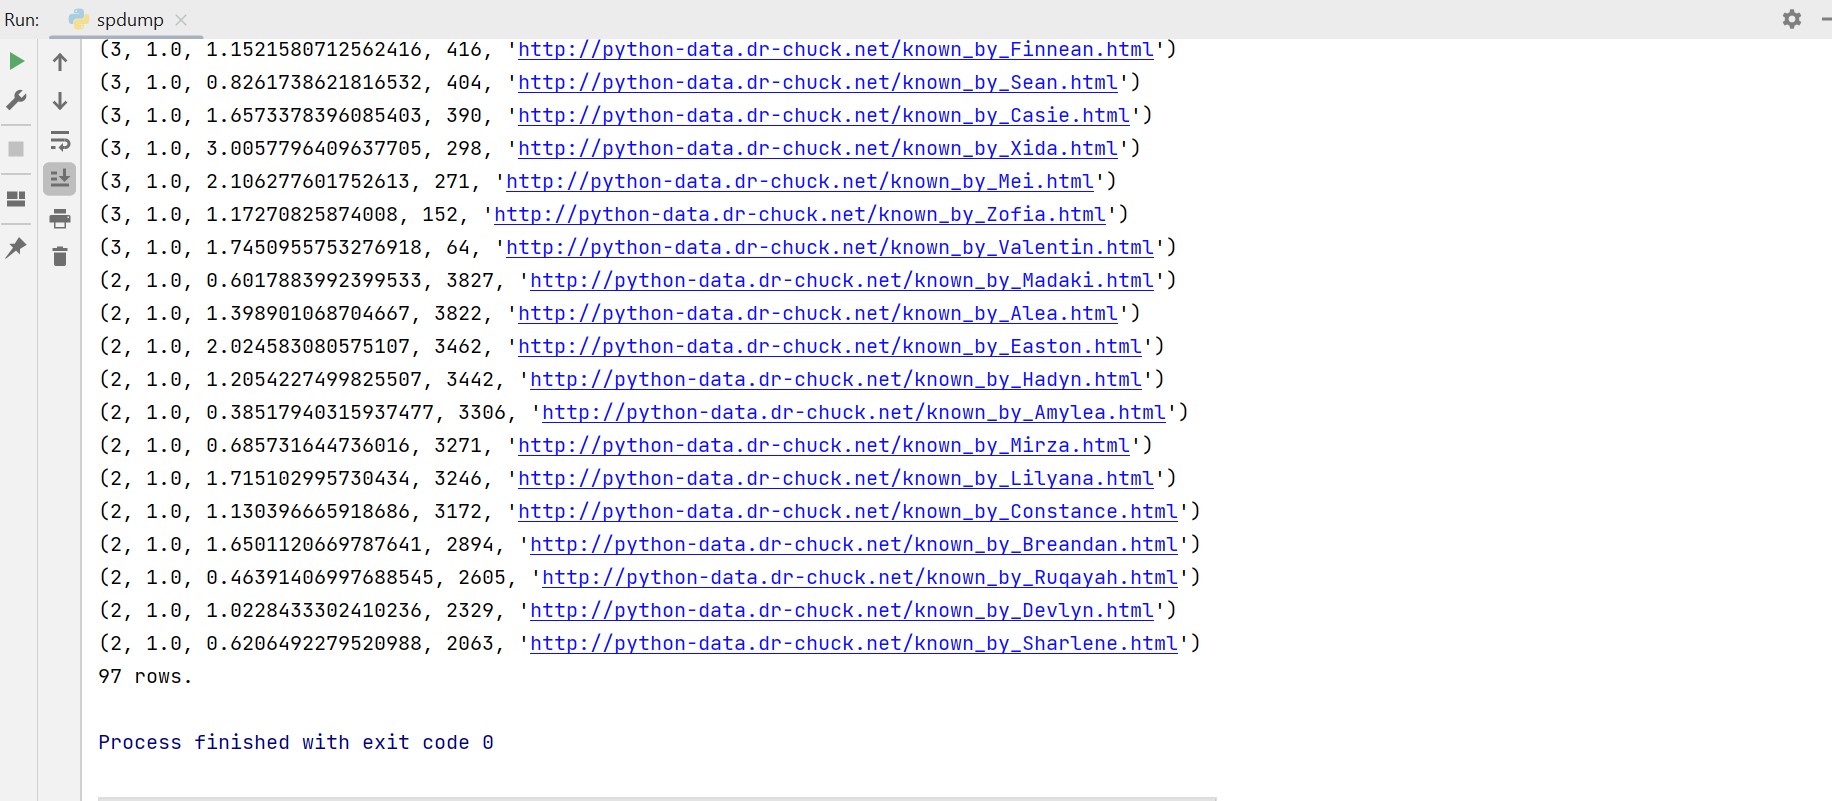 Run: spdump
(3, 1.0, 1.1521580712562416, 416, 'http://python-data.dr-chuck.net/known_by_Finnean.html')
(3, 1.0, 0.8261738621816532, 404, 'http://python-data.dr-chuck.net/known_by_Sean.html')
(3, 1.0, 1.6573378396085403, 390, 'http://python-data.dr-chuck.net/known_by_Casie.html')
(3, 1.0, 3.0057796409637705, 298, 'http://python-data.dr-chuck.net/known_by_Xida.html')
(3, 1.0, 2.106277601752613, 271, 'http://python-data.dr-chuck.net/known_by_Mei.html')
(3, 1.0, 1.17270825874008, 152, 'http://python-data.dr-chuck.net/known_by_Zofia.html')
(3, 1.0, 1.7450955753276918, 64, 'http://python-data.dr-chuck.net/known_by_Valentin.html')
(2, 1.0, 0.6017883992399533, 3827, 'http://python-data.dr-chuck.net/known_by_Madaki.html')
(2, 1.0, 1.398901068704667, 3822, 'http://python-data.dr-chuck.net/known_by_Alea.html')
(2, 1.0, 2.024583080575107, 3462, 'http://python-data.dr-chuck.net/known_by_Easton.html')
(2, 1.0, 1.2054227499825507, 3442, 'http://python-data.dr-chuck.net/known_by_Hadyn.html')
(2, 1.0, 0.38517940315937477, 3306, 'http://python-data.dr-chuck.net/known_by_Amylea.html')
(2, 1.0, 0.685731644736016, 3271, 'http://python-data.dr-chuck.net/known_by_Mirza.html')
(2, 1.0, 1.715102995730434, 3246, 'http://python-data.dr-chuck.net/known_by_Lilyana.html')
(2, 1.0, 1.130396665918686, 3172, 'http://python-data.dr-chuck.net/known_by_Constance.html')
(2, 1.0, 1.6501120669787641, 2894, 'http://python-data.dr-chuck.net/known_by_Breandan.html')
(2, 1.0, 0.46391406997688545, 2605, 'http://python-data.dr-chuck.net/known_by_Ruqayah.html')
(2, 1.0, 1.0228433302410236, 2329, 'http://python-data.dr-chuck.net/known_by_Devlyn.html')
(2, 1.0, 0.6206492279520988, 2063, 'http://python-data.dr-chuck.net/known_by_Sharlene.html')
97 rows.
Process finished with exit code 0